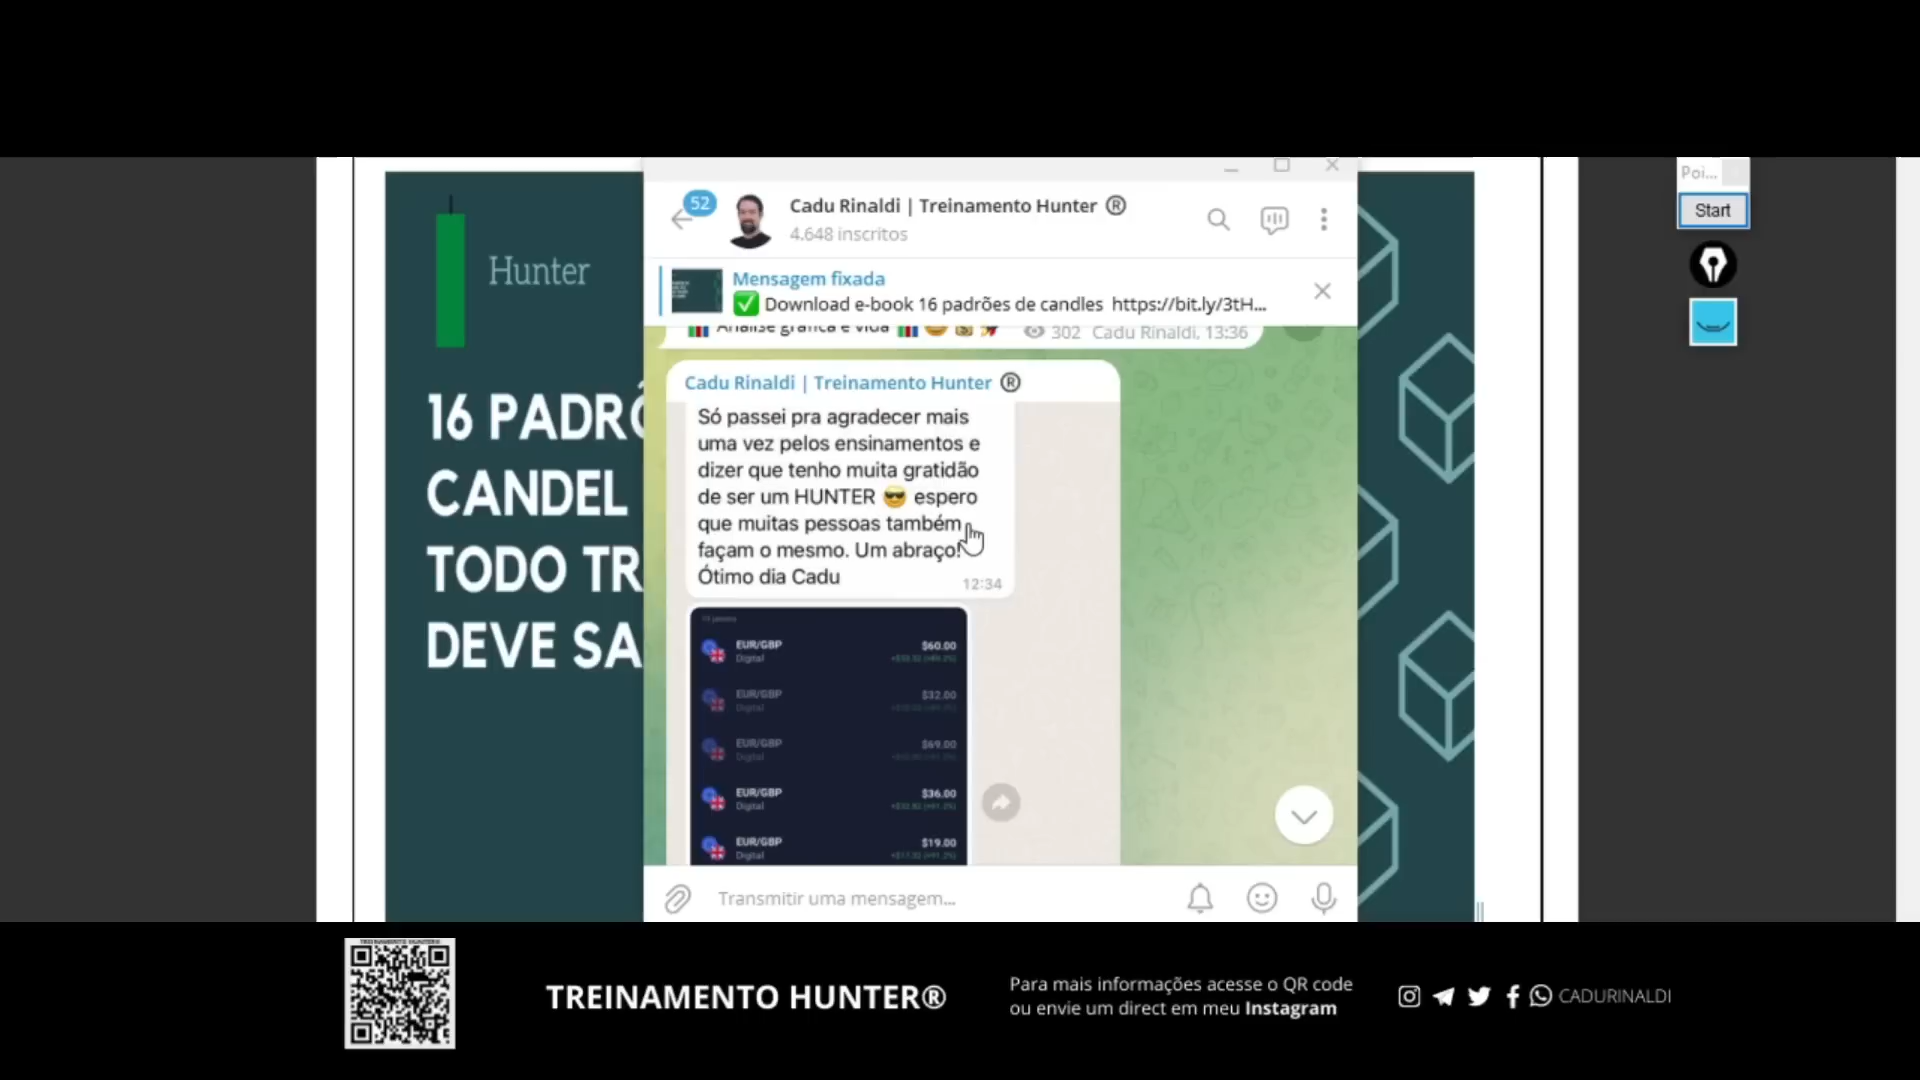 Hunter
16 PADRÕ
CANDEL
TODO TR
DEVE SA
52
Cadu Rinaldi | Treinamento Hunter ®
4.648 inscritos
Mensagem fixada
✅ Download e-book 16 padrões de candles https://bit.ly/3tH...
Análise gráfica é vida
302 Cadu Rinaldi, 13:36
Cadu Rinaldi | Treinamento Hunter ®
Só passei pra agradecer mais
uma vez pelos ensinamentos e
dizer que tenho muita gratidão
de ser um HUNTER 😎 espero
que muitas pessoas também
façam o mesmo. Um abraço!
Ótimo dia Cadu
12:34
EUR/GBP $60.00
Digital
EUR/GBP $32.00
Digital
EUR/GBP $69.00
Digital
EUR/GBP $36.00
Digital
EUR/GBP $19.00
Digital
Transmitir uma mensagem...
Poi...
Start
TREINAMENTO HUNTER®
Para mais informações acesse o QR code
ou envie um direct em meu Instagram
CADURINALDI